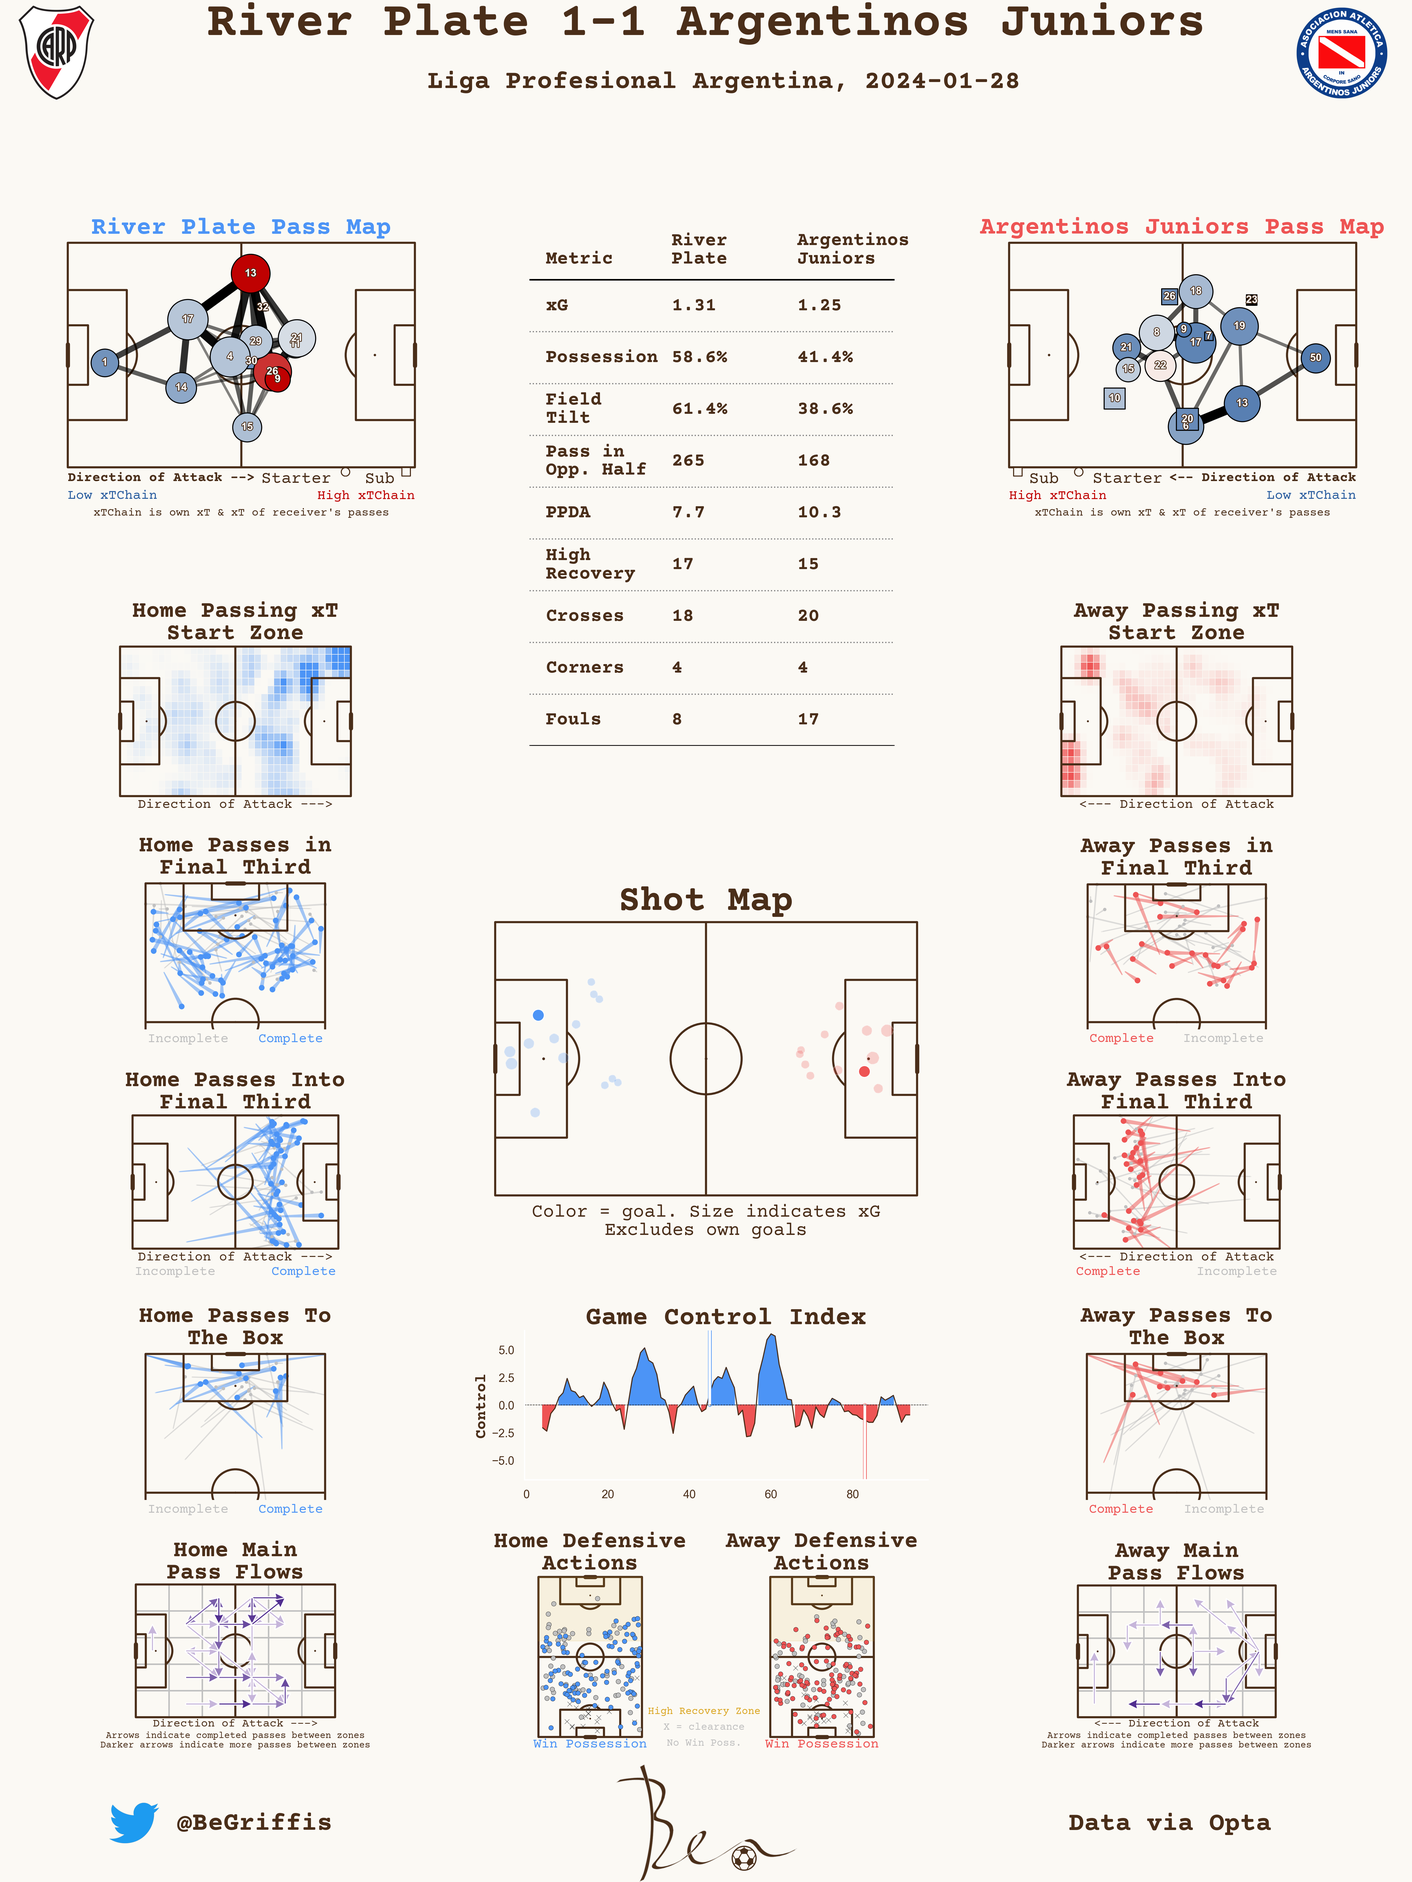 River Plate 1-1 Argentinos Juniors
Liga Profesional Argentina, 2024-01-28
CARP
ASOCIACION ATLETICA
MENS SANA
IN
CORPORE SANO
ARGENTINOS JUNIORS
River Plate Pass Map
13
32
17
21
11
29
4
30
1
26
9
14
15
Direction of Attack --> Starter Sub
Low xTChain High xTChain
xTChain is own xT & xT of receiver's passes
Metric River Plate Argentinos Juniors
xG 1.31 1.25
Possession 58.6% 41.4%
Field Tilt 61.4% 38.6%
Pass in Opp. Half 265 168
PPDA 7.7 10.3
High Recovery 17 15
Crosses 18 20
Corners 4 4
Fouls 8 17
Argentinos Juniors Pass Map
26
18
23
8
9
7
19
21
17
50
15
22
10
13
20
6
Sub Starter <-- Direction of Attack
High xTChain Low xTChain
xTChain is own xT & xT of receiver's passes
Home Passing xT
Start Zone
Direction of Attack --->
Away Passing xT
Start Zone
<--- Direction of Attack
Home Passes in
Final Third
Incomplete Complete
Away Passes in
Final Third
Complete Incomplete
Shot Map
Color = goal. Size indicates xG
Excludes own goals
Home Passes Into
Final Third
Direction of Attack --->
Incomplete Complete
Away Passes Into
Final Third
<--- Direction of Attack
Complete Incomplete
Home Passes To
The Box
Incomplete Complete
Game Control Index
Control
5.0
2.5
0.0
−2.5
−5.0
0 20 40 60 80
Away Passes To
The Box
Complete Incomplete
Home Main
Pass Flows
Direction of Attack --->
Arrows indicate completed passes between zones
Darker arrows indicate more passes between zones
Home Defensive
Actions
Win Possession
High Recovery Zone
X = clearance
No Win Poss.
Away Defensive
Actions
Win Possession
Away Main
Pass Flows
<--- Direction of Attack
Arrows indicate completed passes between zones
Darker arrows indicate more passes between zones
@BeGriffis
Ben
Data via Opta